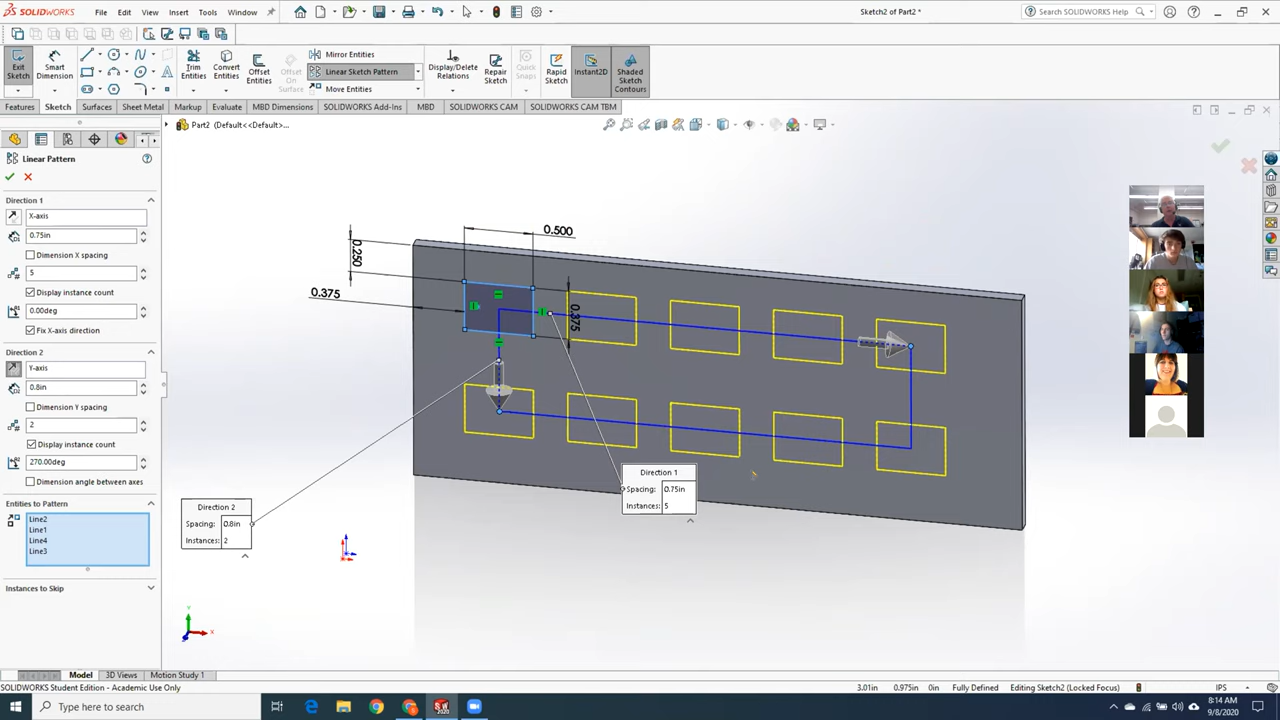 SOLIDWORKS File Edit View Insert Tools Window Sketch2 of Part2 * Search SOLIDWORKS Help
Exit Sketch Smart Dimension Trim Entities Convert Entities Offset Entities Offset On Surface Mirror Entities Display/Delete Relations Repair Sketch Quick Snaps Rapid Sketch Instant2D Shaded Sketch Contours
Linear Sketch Pattern
Move Entities
Features Sketch Surfaces Sheet Metal Markup Evaluate MBD Dimensions SOLIDWORKS Add-Ins MBD SOLIDWORKS CAM SOLIDWORKS CAM TBM
Part2 (Default<<Default>...
Linear Pattern
Direction 1
X-axis
0.75in
Dimension X spacing
5
Display instance count
0.00deg
Fix X-axis direction
Direction 2
Y-axis
0.8in
Dimension Y spacing
2
Display instance count
270.00deg
Dimension angle between axes
Entities to Pattern
Line2
Line1
Line4
Line3
Instances to Skip
0.500
0.250
0.375
0.375
Direction 1
Spacing: 0.75in
Instances: 5
Direction 2
Spacing: 0.8in
Instances: 2
Y
X
Model 3D Views Motion Study 1
SOLIDWORKS Student Edition - Academic Use Only 3.01in 0.975in 0in Fully Defined Editing Sketch2 (Locked Focus) IPS
Type here to search
8:14 AM
9/8/2020